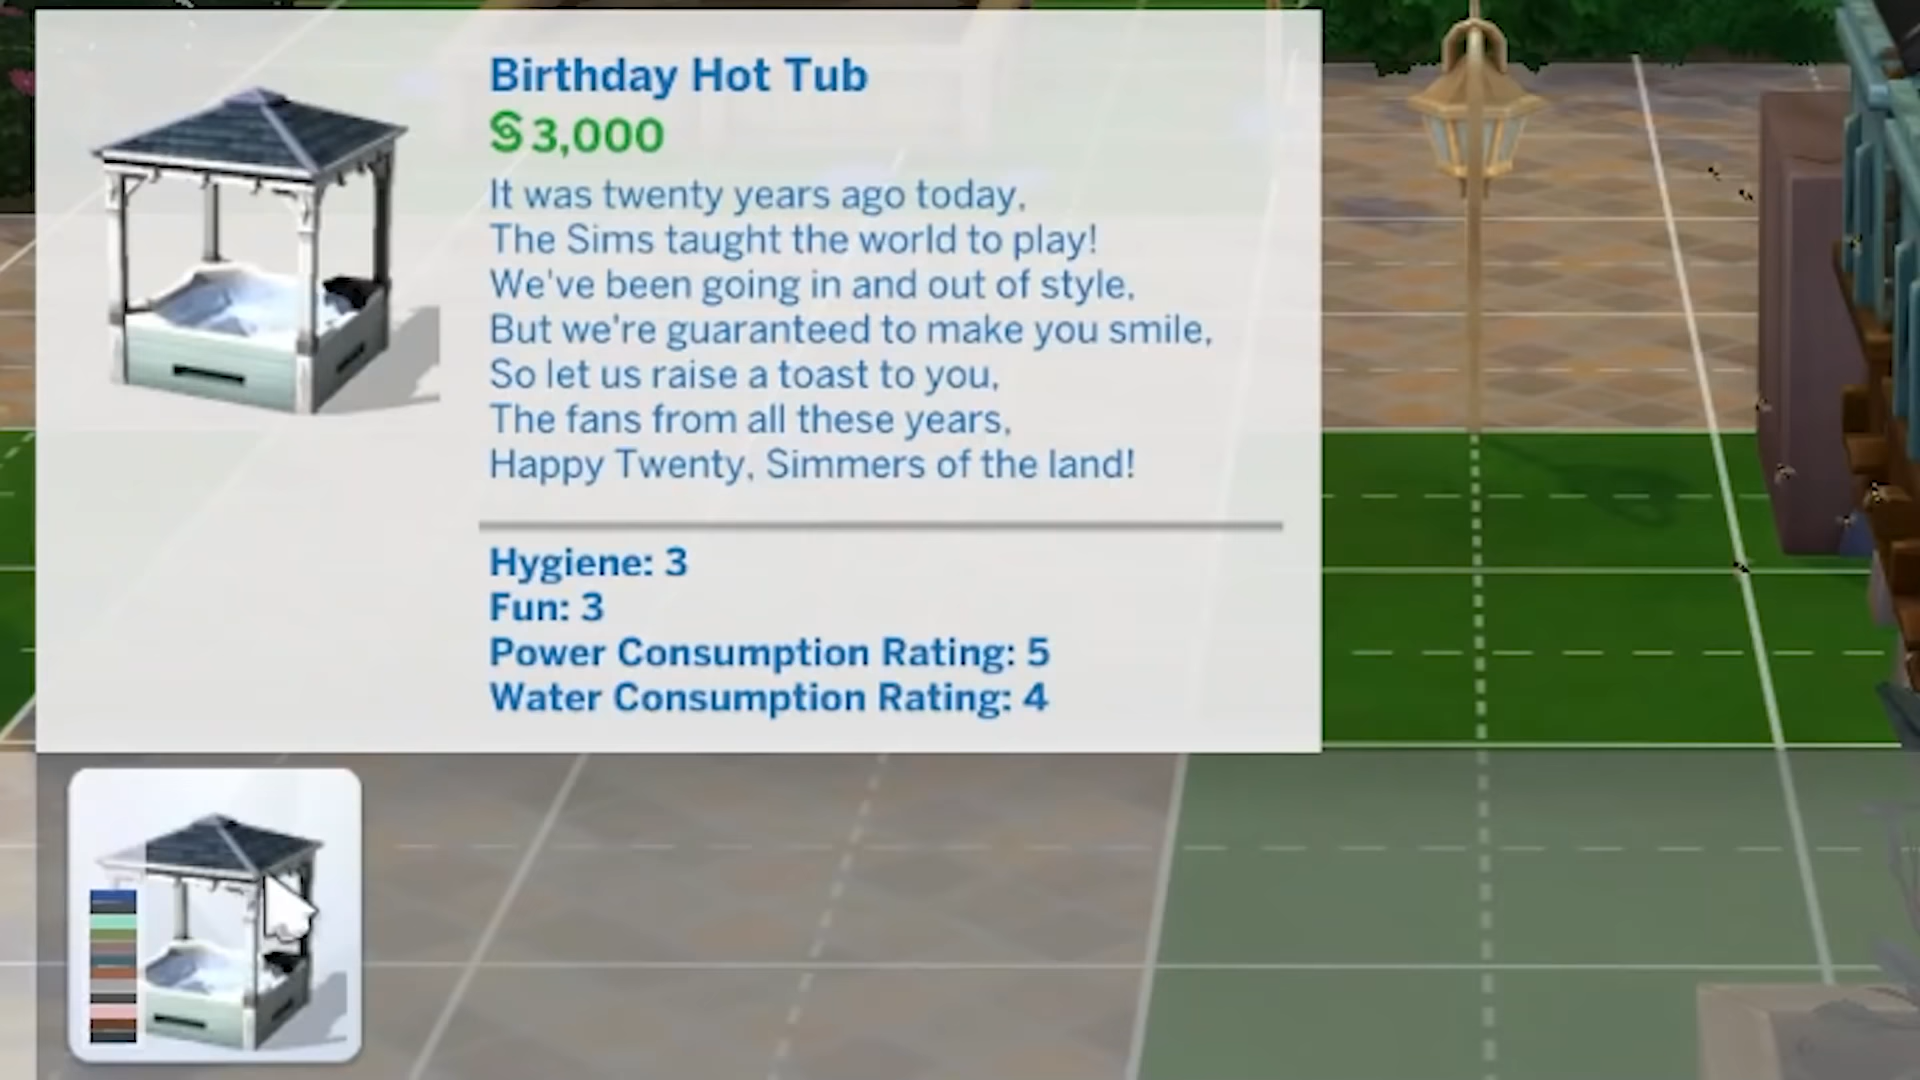 Birthday Hot Tub
§3,000
It was twenty years ago today,
The Sims taught the world to play!
We've been going in and out of style,
But we're guaranteed to make you smile,
So let us raise a toast to you,
The fans from all these years,
Happy Twenty, Simmers of the land!
Hygiene: 3
Fun: 3
Power Consumption Rating: 5
Water Consumption Rating: 4